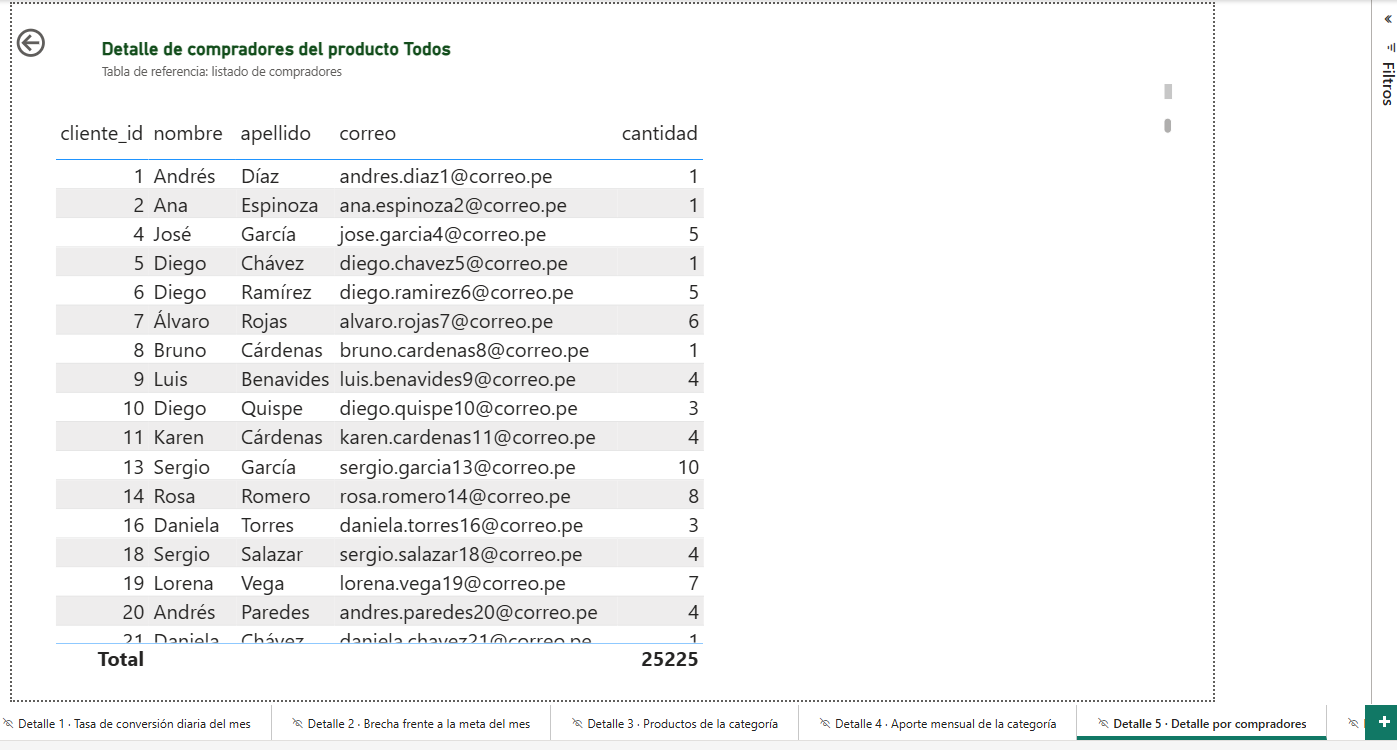 Detalle de compradores del producto Todos
Tabla de referencia: listado de compradores
Filtros
cliente_id nombre apellido correo cantidad
1 Andrés Díaz andres.diaz1@correo.pe 1
2 Ana Espinoza ana.espinoza2@correo.pe 1
4 José García jose.garcia4@correo.pe 5
5 Diego Chávez diego.chavez5@correo.pe 1
6 Diego Ramírez diego.ramirez6@correo.pe 5
7 Álvaro Rojas alvaro.rojas7@correo.pe 6
8 Bruno Cárdenas bruno.cardenas8@correo.pe 1
9 Luis Benavides luis.benavides9@correo.pe 4
10 Diego Quispe diego.quispe10@correo.pe 3
11 Karen Cárdenas karen.cardenas11@correo.pe 4
13 Sergio García sergio.garcia13@correo.pe 10
14 Rosa Romero rosa.romero14@correo.pe 8
16 Daniela Torres daniela.torres16@correo.pe 3
18 Sergio Salazar sergio.salazar18@correo.pe 4
19 Lorena Vega lorena.vega19@correo.pe 7
20 Andrés Paredes andres.paredes20@correo.pe 4
21 Daniela Chávez daniela.chavez21@correo.pe 1
Total 25225
Detalle 1 · Tasa de conversión diaria del mes
Detalle 2 · Brecha frente a la meta del mes
Detalle 3 · Productos de la categoría
Detalle 4 · Aporte mensual de la categoría
Detalle 5 · Detalle por compradores